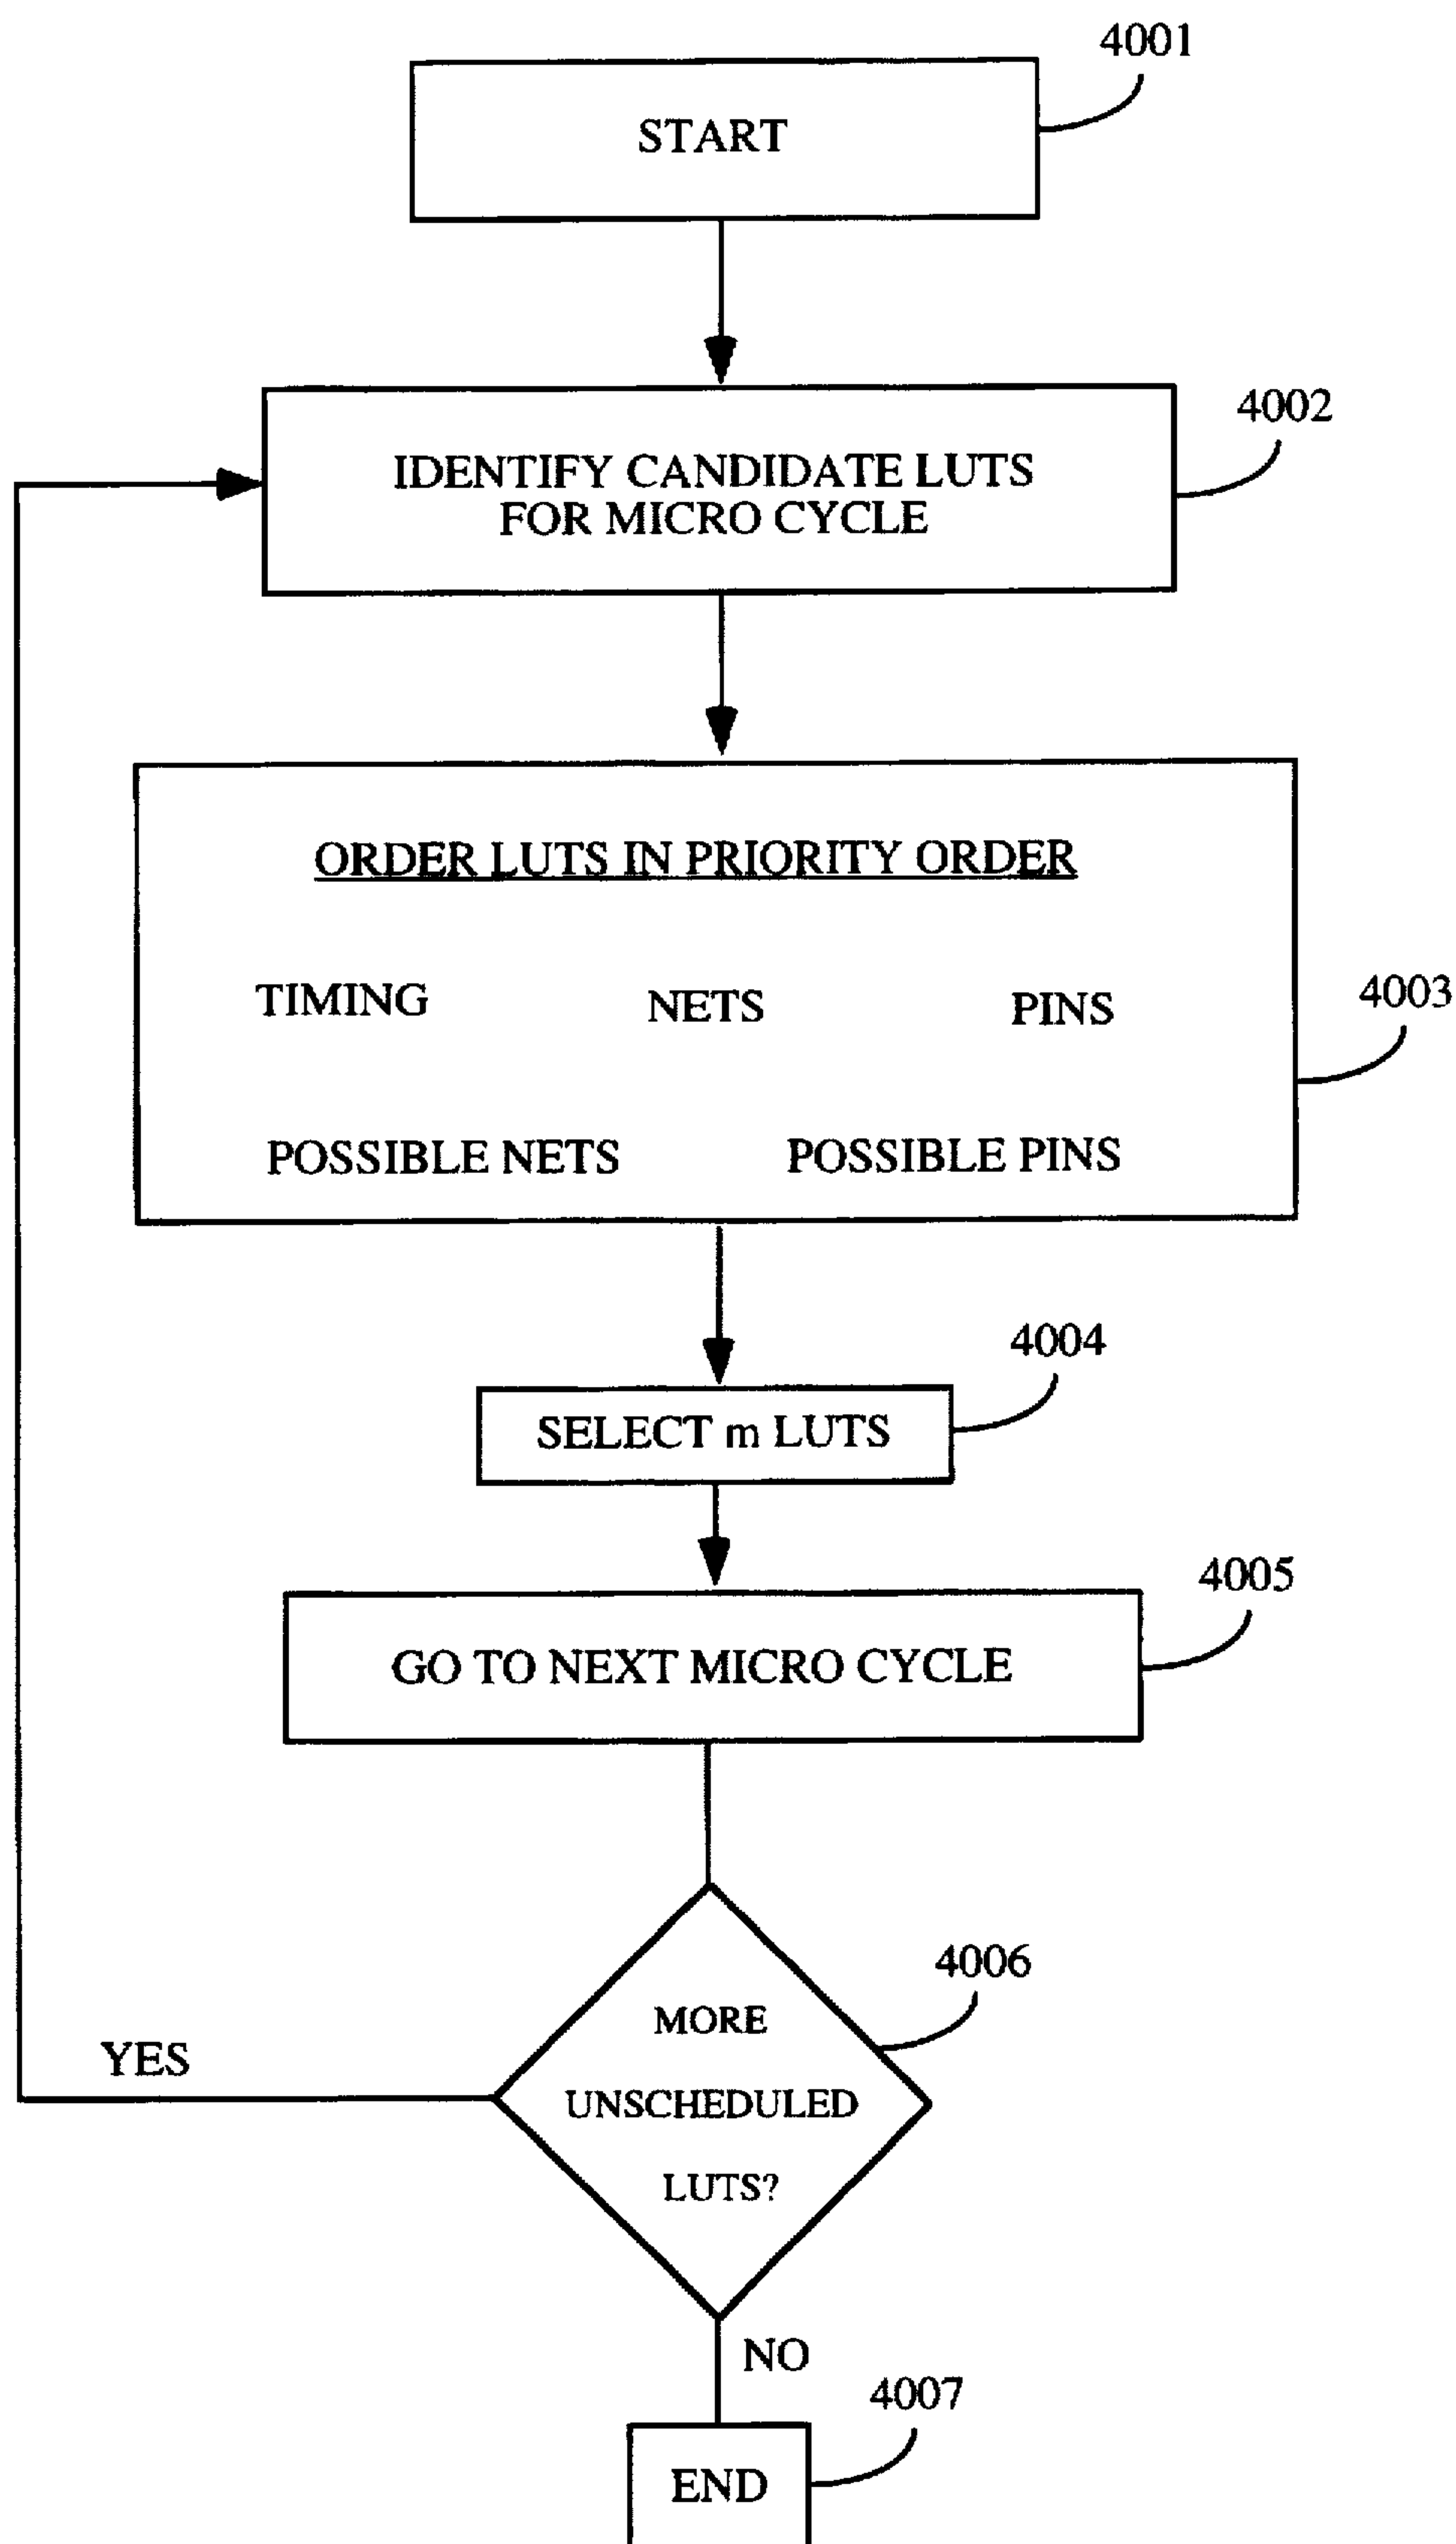 4001
START
4002
IDENTIFY CANDIDATE LUTS
FOR MICRO CYCLE
ORDER LUTS IN PRIORITY ORDER
TIMING NETS PINS
4003
POSSIBLE NETS POSSIBLE PINS
4004
SELECT m LUTS
4005
GO TO NEXT MICRO CYCLE
4006
MORE
UNSCHEDULED
LUTS?
YES
NO
4007
END